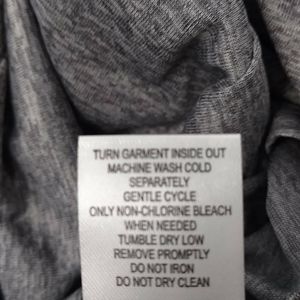 TURN GARMENT INSIDE OUT
MACHINE WASH COLD
SEPARATELY
GENTLE CYCLE
ONLY NON-CHLORINE BLEACH
WHEN NEEDED
TUMBLE DRY LOW
REMOVE PROMPTLY
DO NOT IRON
DO NOT DRY CLEAN